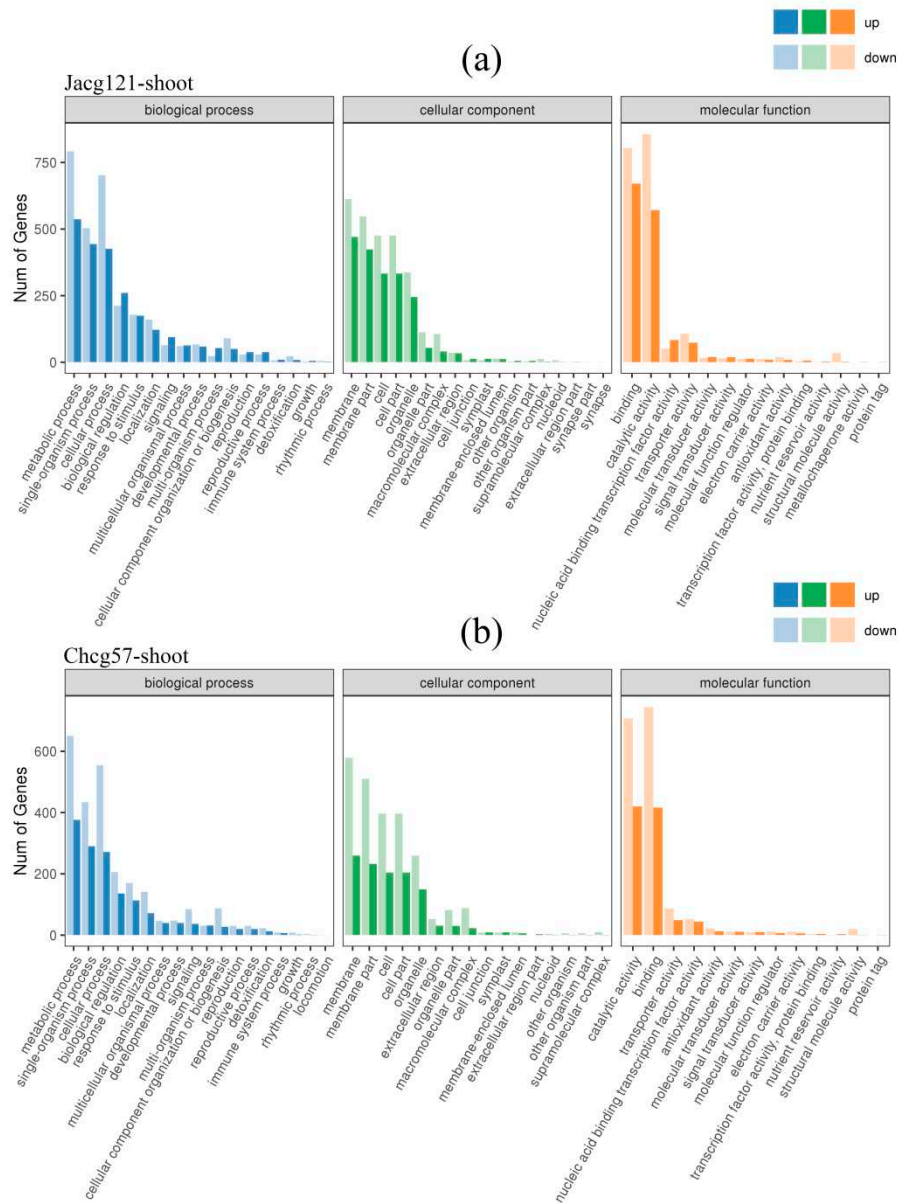 up
down
(a)
Jacg121-shoot
biological process
cellular component
molecular function
Num of Genes
750
500
250
0
metabolic process
single-organism process
cellular process
biological regulation
response to stimulus
localization
signaling
multicellular organismal process
developmental process
multi-organism process
cellular component organization or biogenesis
reproduction
reproductive process
immune system process
detoxification
growth
rhythmic process
membrane
membrane part
cell
cell part
organelle
organelle part
macromolecular complex
extracellular region
cell junction
symplast
membrane-enclosed lumen
other organism
other organism part
supramolecular complex
nucleoid
extracellular region part
synapse part
synapse
binding
catalytic activity
nucleic acid binding transcription factor activity
transporter activity
molecular transducer activity
signal transducer activity
molecular function regulator
electron carrier activity
antioxidant activity
transcription factor activity, protein binding
nutrient reservoir activity
structural molecule activity
metallochaperone activity
protein tag
up
down
(b)
Chcg57-shoot
biological process
cellular component
molecular function
Num of Genes
600
400
200
0
metabolic process
single-organism process
cellular process
biological regulation
response to stimulus
localization
multicellular organismal process
developmental process
signaling
multi-organism process
cellular component organization or biogenesis
reproduction
reproductive process
detoxification
immune system process
growth
rhythmic process
locomotion
membrane
membrane part
cell
cell part
organelle
extracellular region
organelle part
macromolecular complex
cell junction
symplast
membrane-enclosed lumen
extracellular region part
nucleoid
other organism
other organism part
supramolecular complex
catalytic activity
binding
transporter activity
nucleic acid binding transcription factor activity
antioxidant activity
molecular transducer activity
signal transducer activity
molecular function regulator
electron carrier activity
transcription factor activity, protein binding
nutrient reservoir activity
structural molecule activity
protein tag